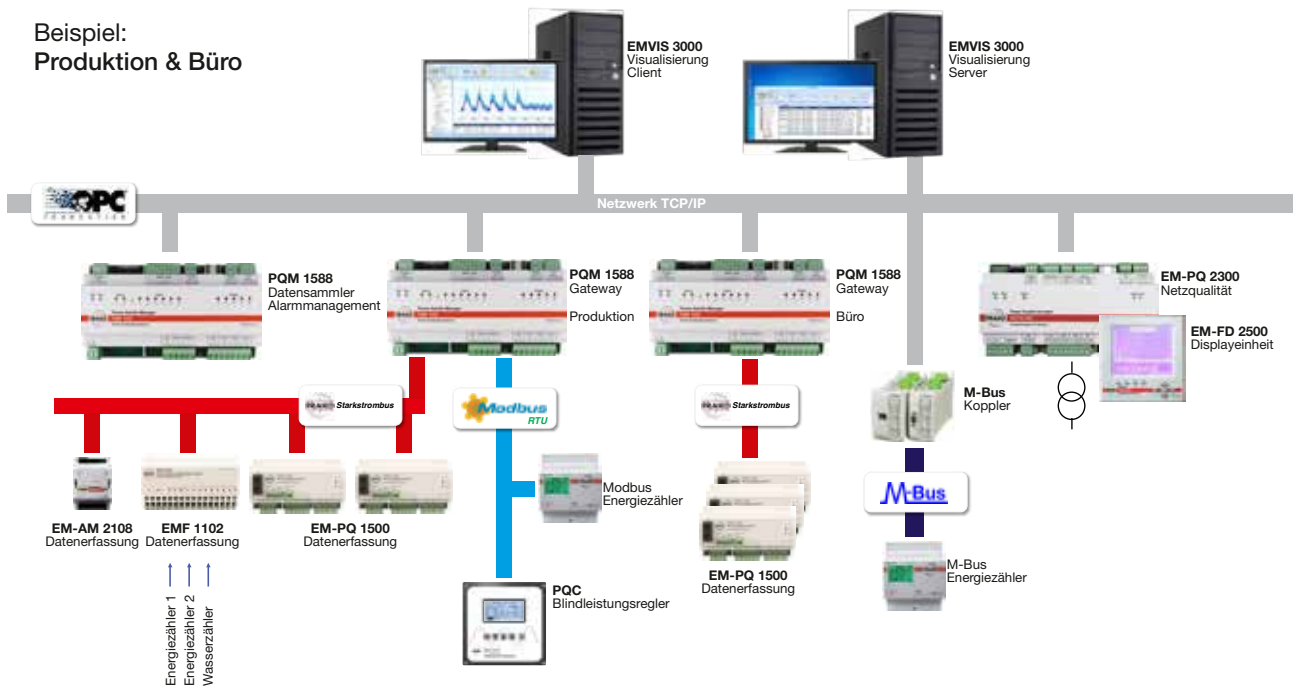 Beispiel:
Produktion & Büro
EMVIS 3000
Visualisierung
Client
EMVIS 3000
Visualisierung
Server
OPC
FOUNDATION
Netzwerk TCP/IP
PQM 1588
Datensammler
Alarmmanagement
PQM 1588
Gateway
Produktion
PQM 1588
Gateway
Büro
EM-PQ 2300
Netzqualität
EM-FD 2500
Displayeinheit
FRAKO Starkstrombus
Modbus
RTU
FRAKO Starkstrombus
M-Bus
Koppler
M-Bus
EM-AM 2108
Datenerfassung
EMF 1102
Datenerfassung
EM-PQ 1500
Datenerfassung
Modbus
Energiezähler
EM-PQ 1500
Datenerfassung
M-Bus
Energiezähler
PQC
Blindleistungsregler
Energiezähler 1
Energiezähler 2
Wasserzähler